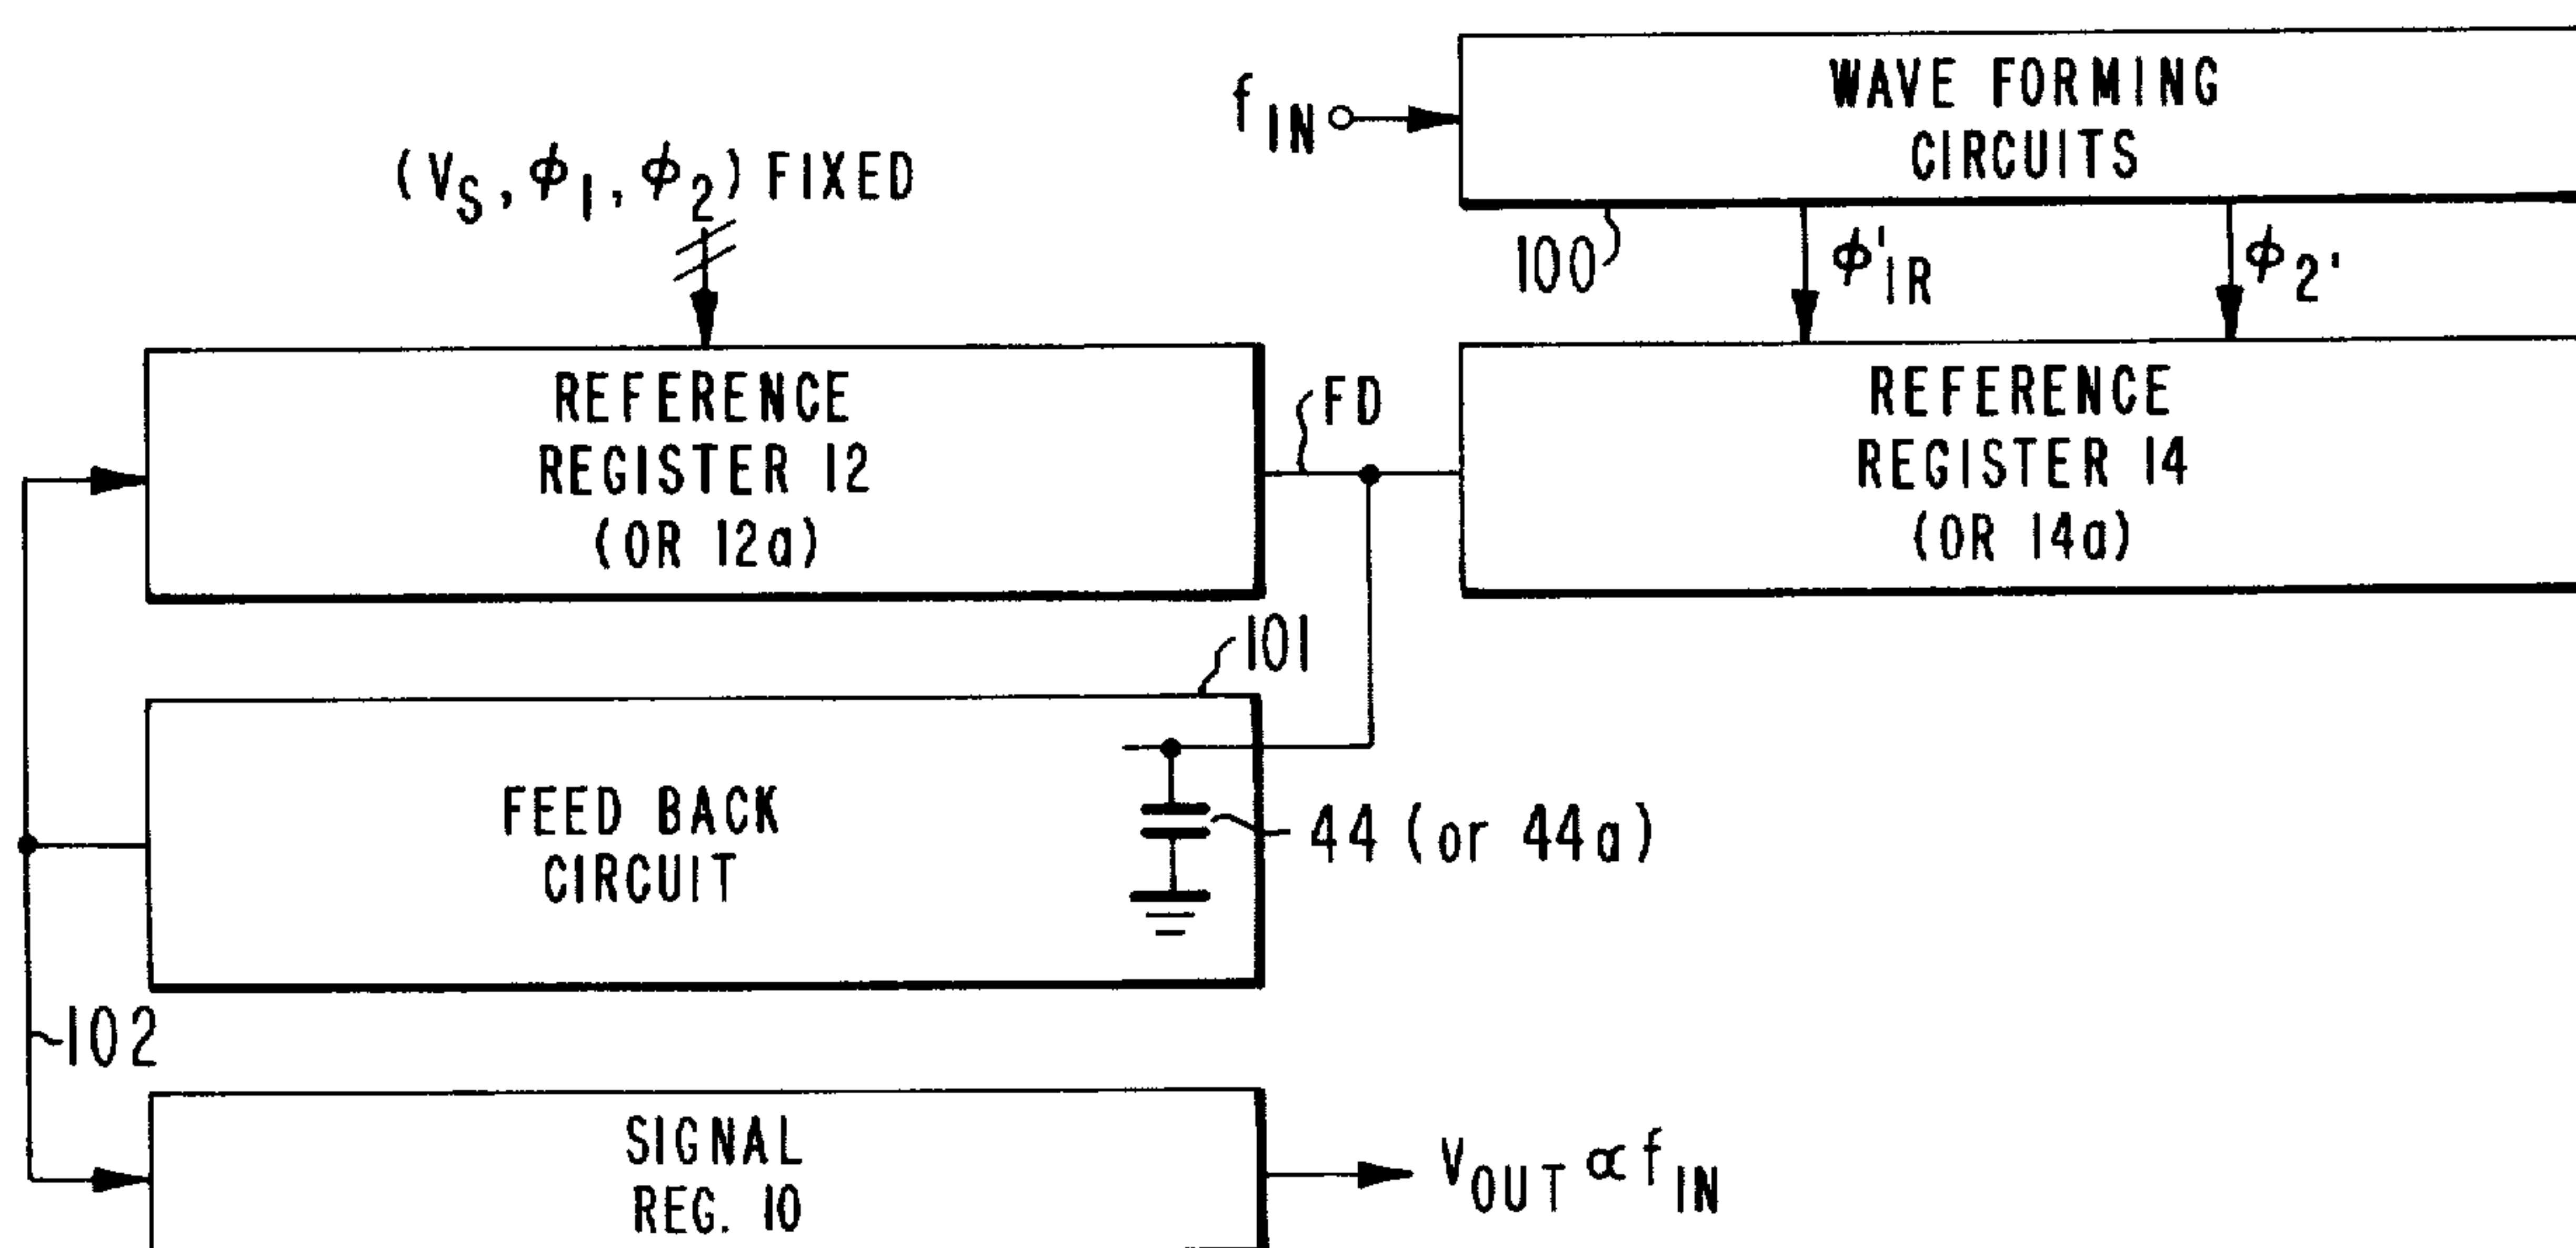 WAVE FORMING
CIRCUITS
f_IN
(V_S, ϕ_1, ϕ_2) FIXED
100
ϕ'_1R
ϕ_2'
REFERENCE
REGISTER 12
(OR 12a)
FD
REFERENCE
REGISTER 14
(OR 14a)
101
FEED BACK
CIRCUIT
44 (or 44a)
102
SIGNAL
REG. 10
V_OUT ∝ f_IN